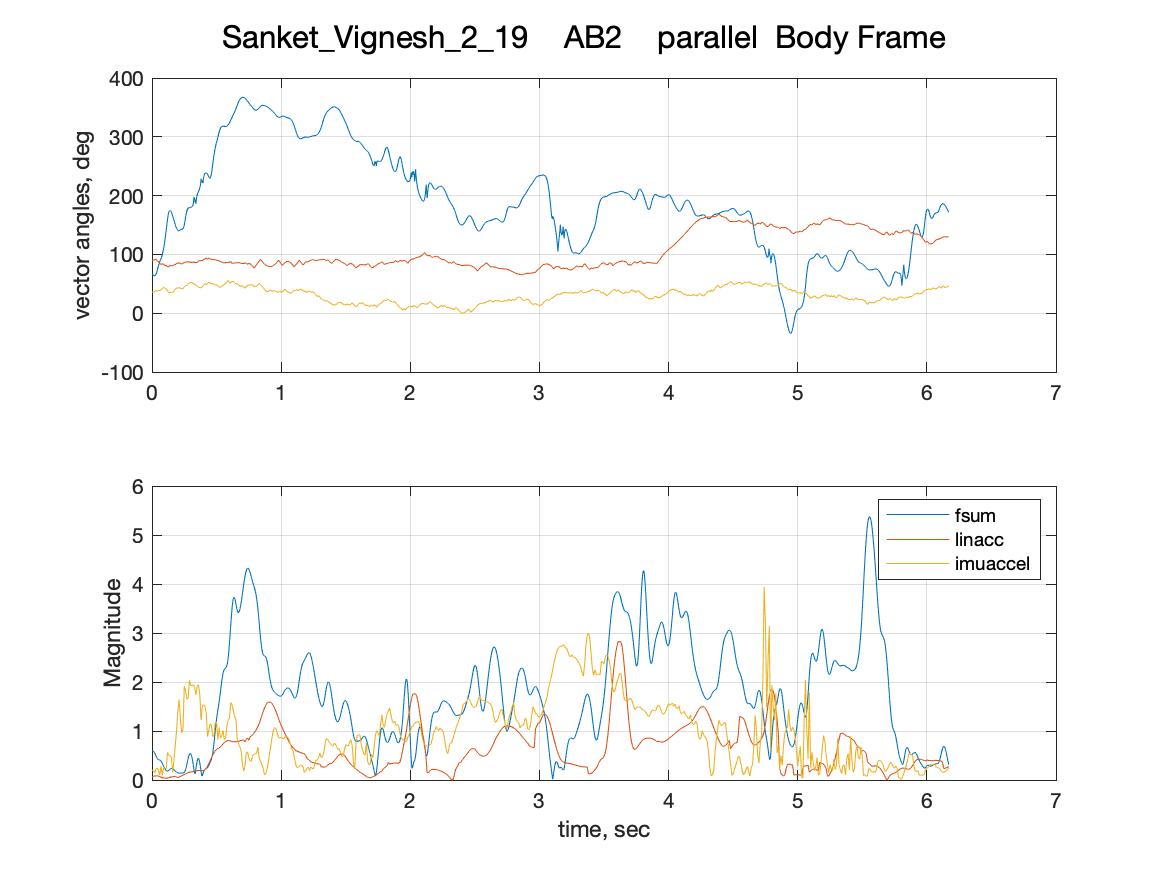 Sanket_Vignesh_2_19 AB2 parallel Body Frame
400
300
200
100
0
-100
vector angles, deg
0 1 2 3 4 5 6 7
6
5
4
3
2
1
0
Magnitude
fsum
linacc
imuaccel
0 1 2 3 4 5 6 7
time, sec